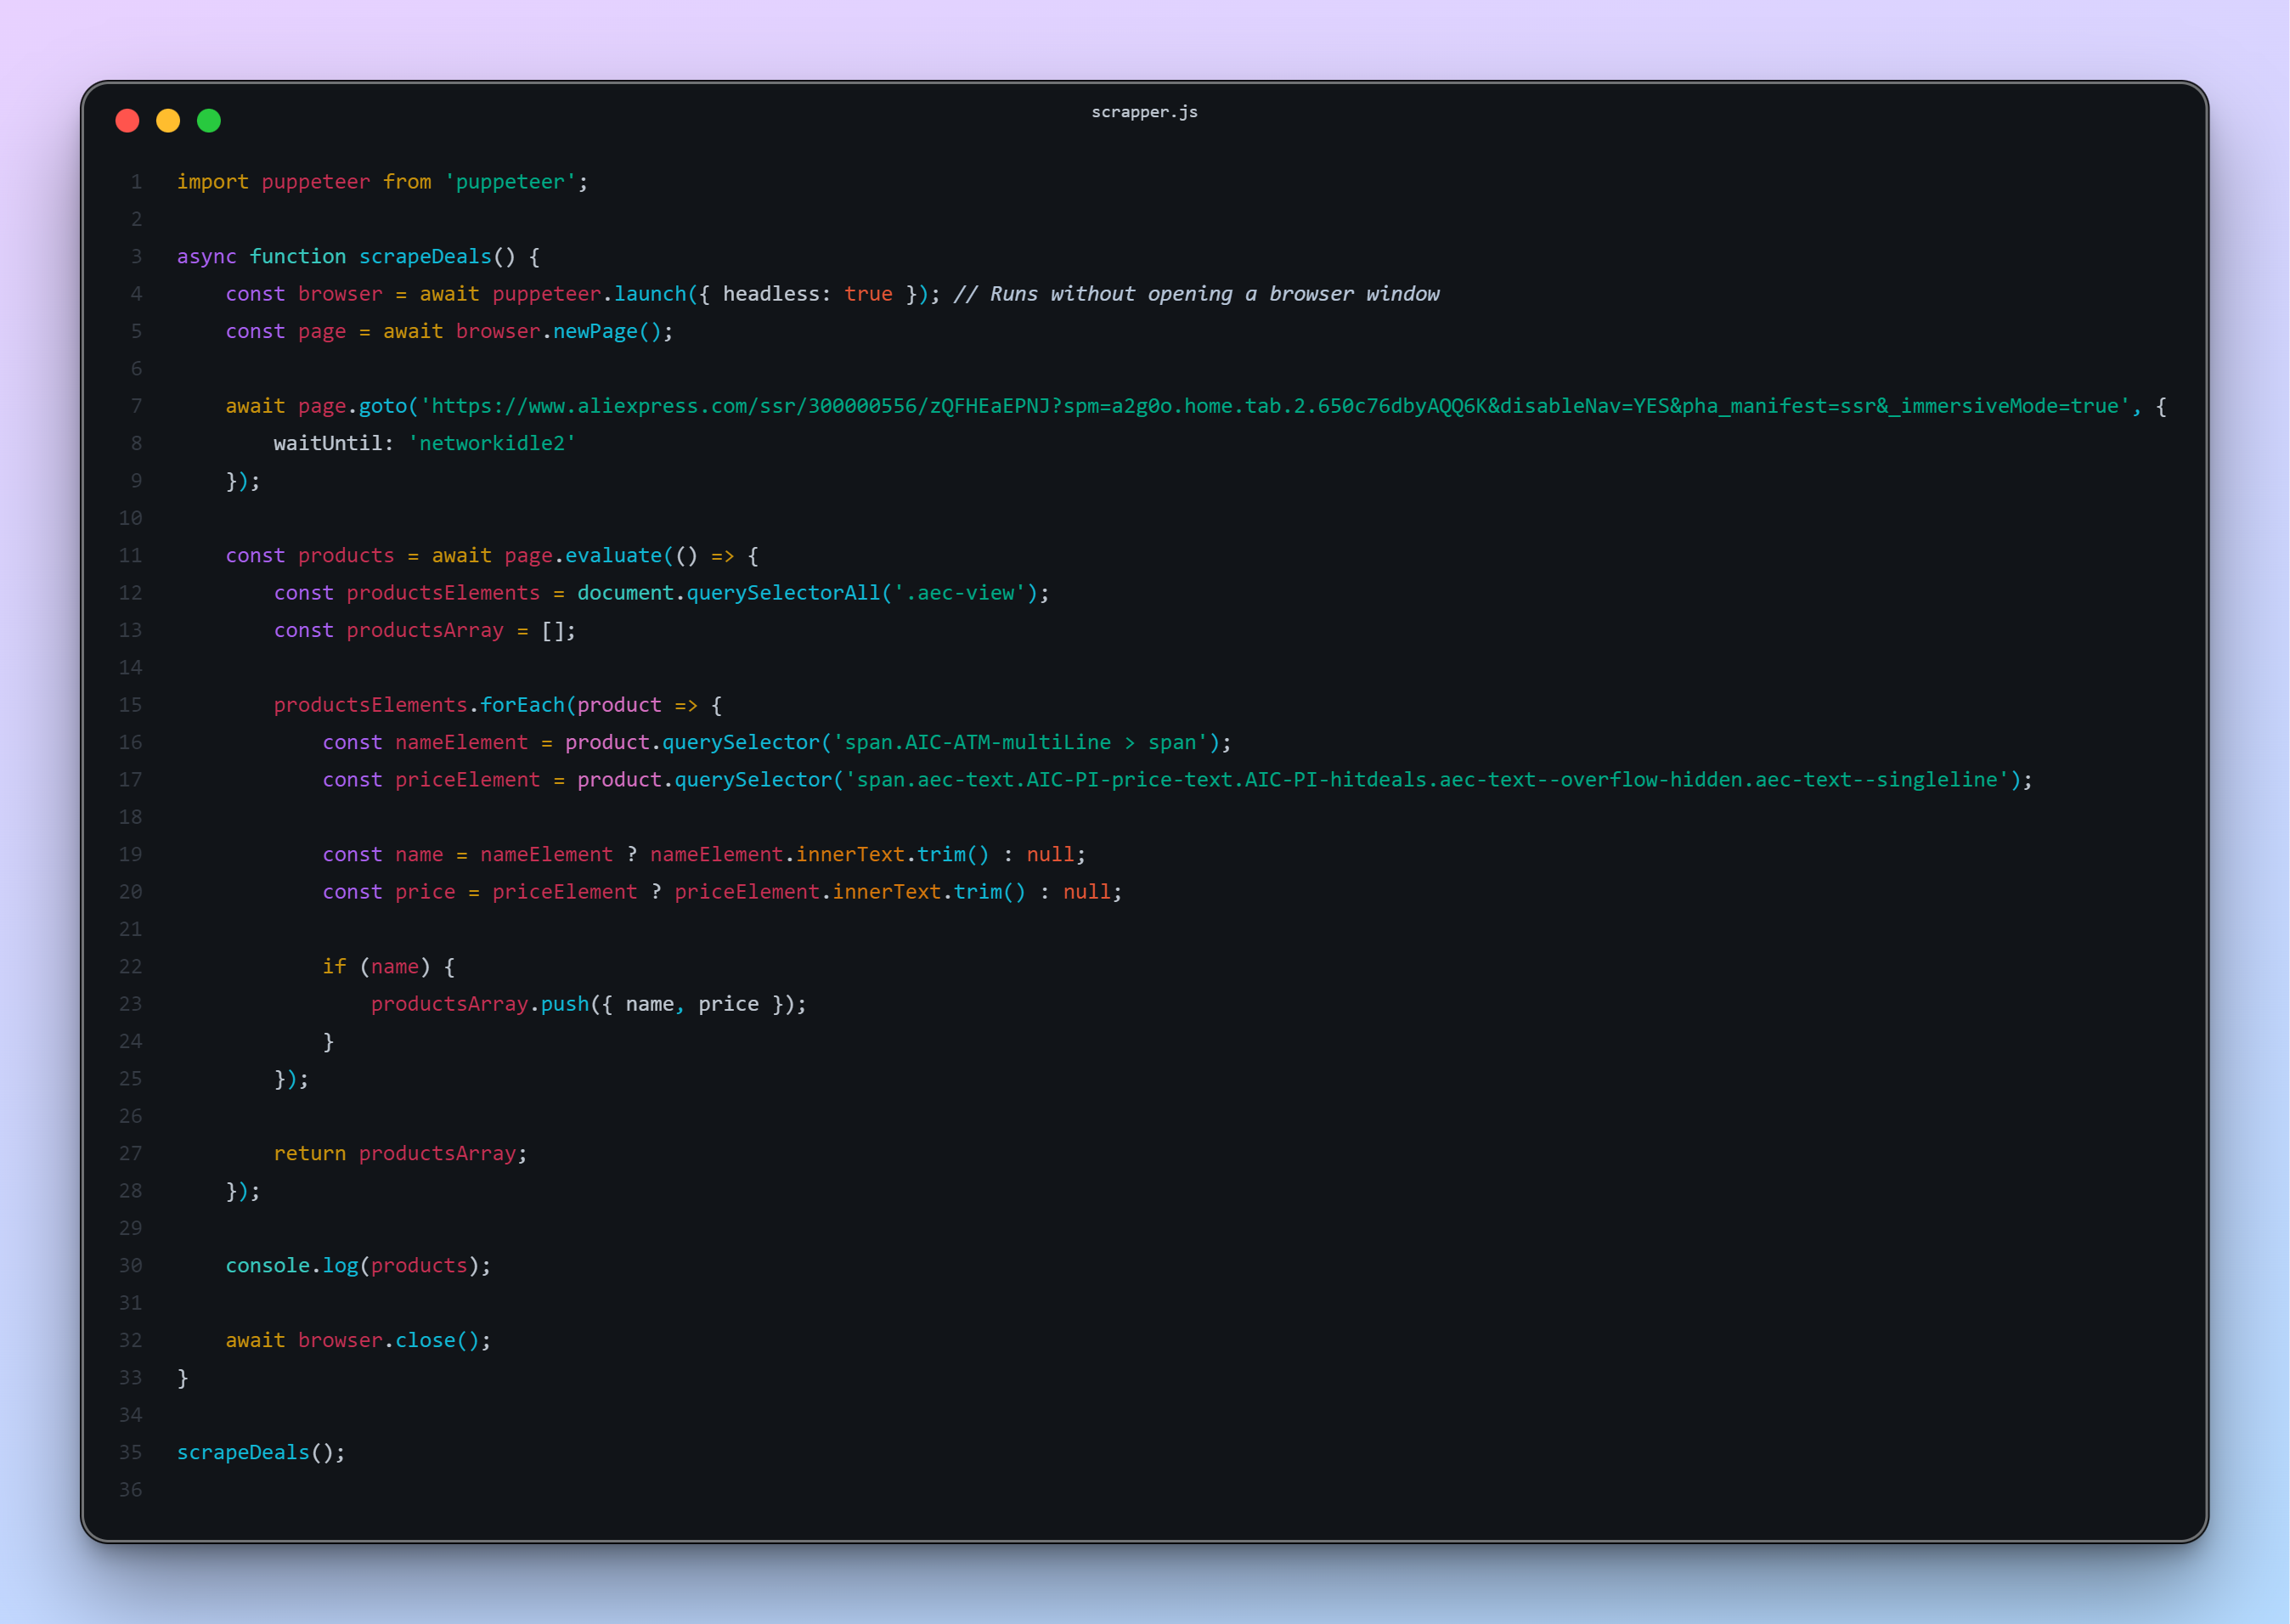 scrapper.js
1 import puppeteer from 'puppeteer';
2
3 async function scrapeDeals() {
4     const browser = await puppeteer.launch({ headless: true }); // Runs without opening a browser window
5     const page = await browser.newPage();
6
7     await page.goto('https://www.aliexpress.com/ssr/300000556/zQFHEaEPNJ?spm=a2g0o.home.tab.2.650c76dbyAQQ6K&disableNav=YES&pha_manifest=ssr&_immersiveMode=true', {
8         waitUntil: 'networkidle2'
9     });
10
11     const products = await page.evaluate(() => {
12         const productsElements = document.querySelectorAll('.aec-view');
13         const productsArray = [];
14
15         productsElements.forEach(product => {
16             const nameElement = product.querySelector('span.AIC-ATM-multiLine > span');
17             const priceElement = product.querySelector('span.aec-text.AIC-PI-price-text.AIC-PI-hitdeals.aec-text--overflow-hidden.aec-text--singleline');
18
19             const name = nameElement ? nameElement.innerText.trim() : null;
20             const price = priceElement ? priceElement.innerText.trim() : null;
21
22             if (name) {
23                 productsArray.push({ name, price });
24             }
25         });
26
27         return productsArray;
28     });
29
30     console.log(products);
31
32     await browser.close();
33 }
34
35 scrapeDeals();
36